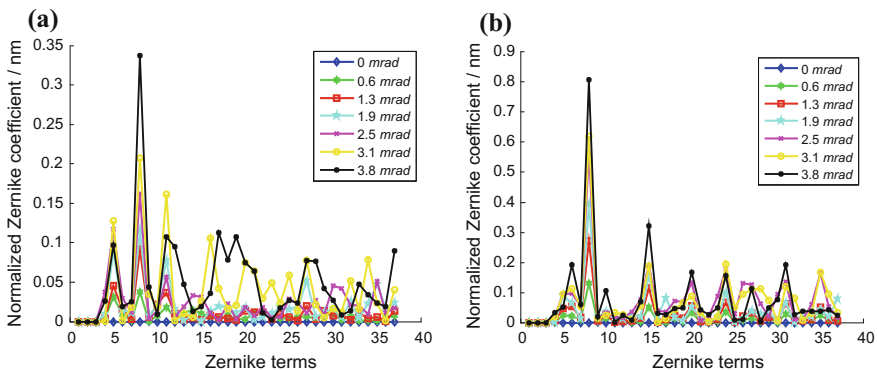 (a)
Normalized Zernike coefficient / nm
0.35
0.3
0.25
0.2
0.15
0.1
0.05
0
0 5 10 15 20 25 30 35 40
Zernike terms
0 mrad
0.6 mrad
1.3 mrad
1.9 mrad
2.5 mrad
3.1 mrad
3.8 mrad
(b)
Normalized Zernike coefficient / nm
0.9
0.8
0.7
0.6
0.5
0.4
0.3
0.2
0.1
0
0 5 10 15 20 25 30 35 40
Zernike terms
0 mrad
0.6 mrad
1.3 mrad
1.9 mrad
2.5 mrad
3.1 mrad
3.8 mrad